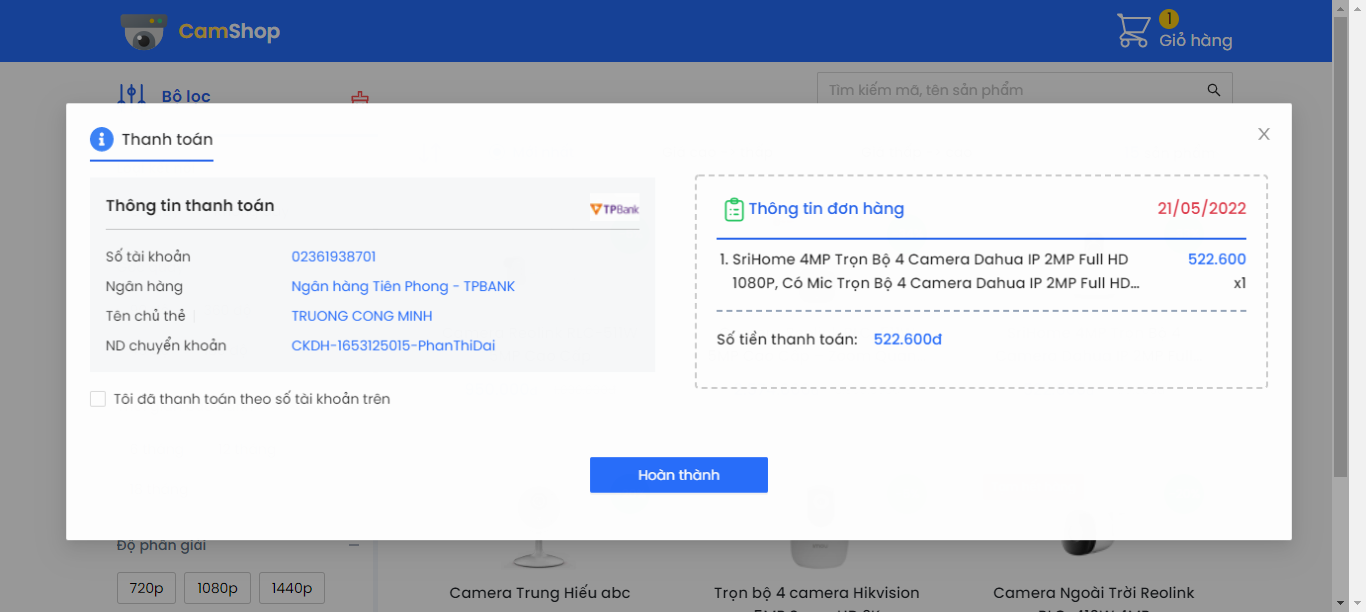 CamShop
1
Giỏ hàng
Bộ lọc
Tìm kiếm mã, tên sản phẩm
Thanh toán
Thông tin thanh toán
TPBank
Số tài khoản 02361938701
Ngân hàng Ngân hàng Tiên Phong - TPBANK
Tên chủ thẻ TRUONG CONG MINH
ND chuyển khoản CKDH-1653125015-PhanThiDai
Tôi đã thanh toán theo số tài khoản trên
Thông tin đơn hàng 21/05/2022
1. SriHome 4MP Trọn Bộ 4 Camera Dahua IP 2MP Full HD 522.600
1080P, Có Mic Trọn Bộ 4 Camera Dahua IP 2MP Full HD... x1
Số tiền thanh toán: 522.600đ
Hoàn thành
Độ phân giải
720p 1080p 1440p
Camera Trung Hiếu abc
Trọn bộ 4 camera Hikvision
Camera Ngoài Trời Reolink